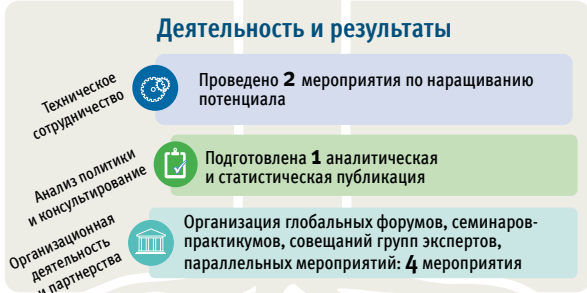 Деятельность и результаты
Техническое
сотрудничество
Проведено 2 мероприятия по наращиванию
потенциала
Анализ политики
и консультирование
Подготовлена 1 аналитическая
и статистическая публикация
Организационная
деятельность
и партнерства
Организация глобальных форумов, семинаров-
практикумов, совещаний групп экспертов,
параллельных мероприятий: 4 мероприятия